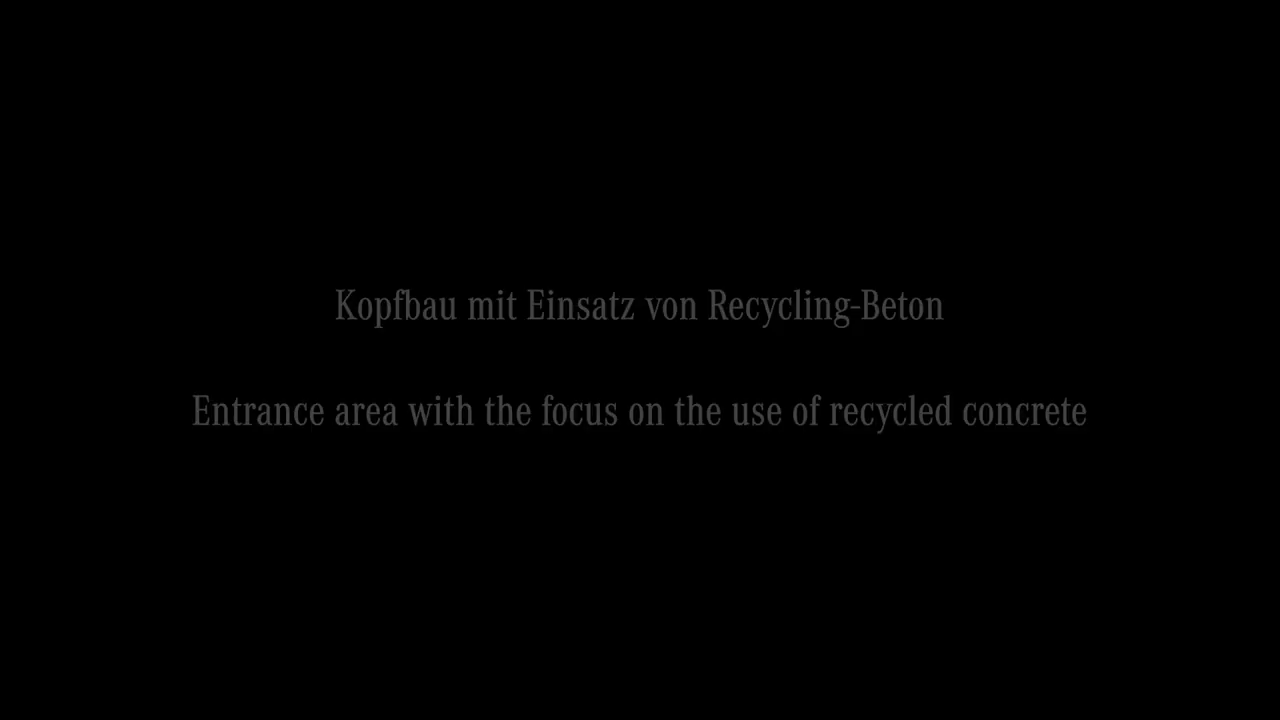 Kopfbau mit Einsatz von Recycling-Beton
Entrance area with the focus on the use of recycled concrete